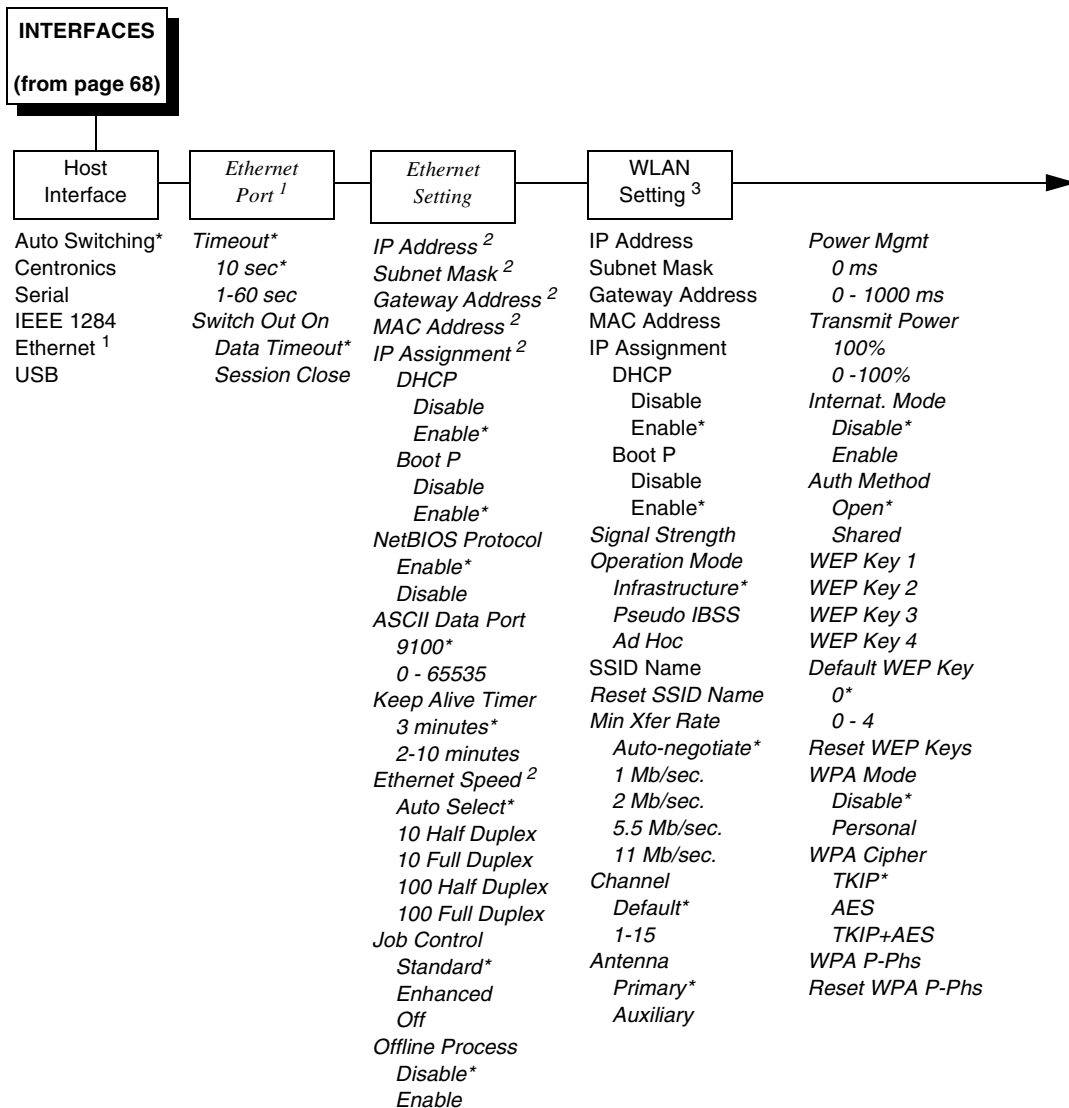 INTERFACES
(from page 68)
Host
Interface
Ethernet
Port 1
Ethernet
Setting
WLAN
Setting 3
Auto Switching*
Centronics
Serial
IEEE 1284
Ethernet 1
USB
Timeout*
10 sec*
1-60 sec
Switch Out On
Data Timeout*
Session Close
IP Address 2
Subnet Mask 2
Gateway Address 2
MAC Address 2
IP Assignment 2
DHCP
Disable
Enable*
Boot P
Disable
Enable*
NetBIOS Protocol
Enable*
Disable
ASCII Data Port
9100*
0 - 65535
Keep Alive Timer
3 minutes*
2-10 minutes
Ethernet Speed 2
Auto Select*
10 Half Duplex
10 Full Duplex
100 Half Duplex
100 Full Duplex
Job Control
Standard*
Enhanced
Off
Offline Process
Disable*
Enable
IP Address
Subnet Mask
Gateway Address
MAC Address
IP Assignment
DHCP
Disable
Enable*
Boot P
Disable
Enable*
Signal Strength
Operation Mode
Infrastructure*
Pseudo IBSS
Ad Hoc
SSID Name
Reset SSID Name
Min Xfer Rate
Auto-negotiate*
1 Mb/sec.
2 Mb/sec.
5.5 Mb/sec.
11 Mb/sec.
Channel
Default*
1-15
Antenna
Primary*
Auxiliary
Power Mgmt
0 ms
0 - 1000 ms
Transmit Power
100%
0 -100%
Internat. Mode
Disable*
Enable
Auth Method
Open*
Shared
WEP Key 1
WEP Key 2
WEP Key 3
WEP Key 4
Default WEP Key
0*
0 - 4
Reset WEP Keys
WPA Mode
Disable*
Personal
WPA Cipher
TKIP*
AES
TKIP+AES
WPA P-Phs
Reset WPA P-Phs